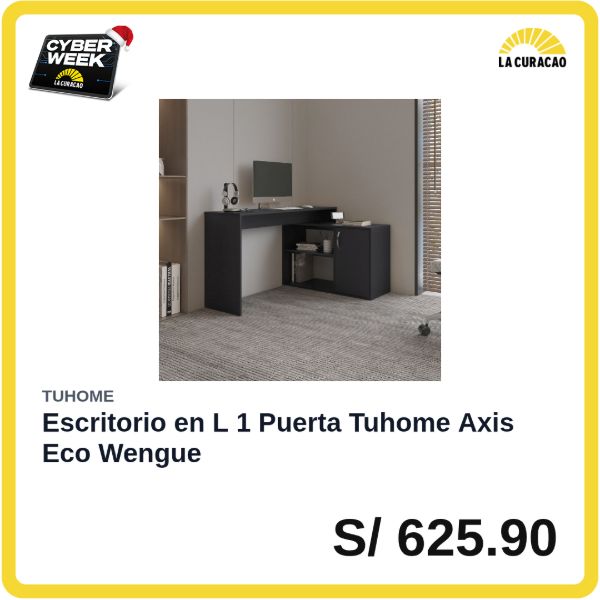 CYBER
WEEK
LA CURACAO
LA CURACAO
TUHOME
Escritorio en L 1 Puerta Tuhome Axis
Eco Wengue
S/ 625.90